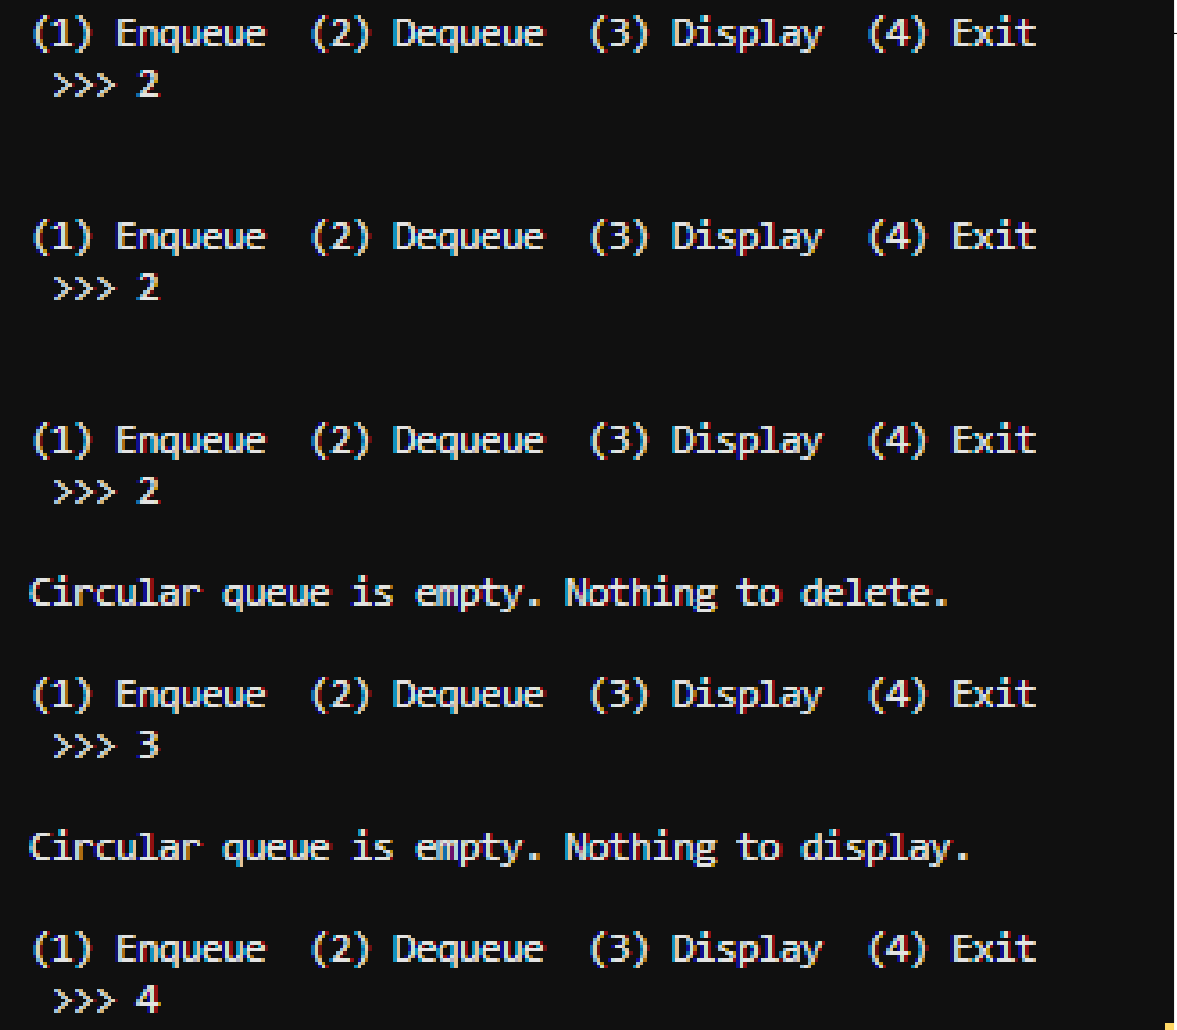 (1) Enqueue  (2) Dequeue  (3) Display  (4) Exit
>>> 2
(1) Enqueue  (2) Dequeue  (3) Display  (4) Exit
>>> 2
(1) Enqueue  (2) Dequeue  (3) Display  (4) Exit
>>> 2
Circular queue is empty. Nothing to delete.
(1) Enqueue  (2) Dequeue  (3) Display  (4) Exit
>>> 3
Circular queue is empty. Nothing to display.
(1) Enqueue  (2) Dequeue  (3) Display  (4) Exit
>>> 4